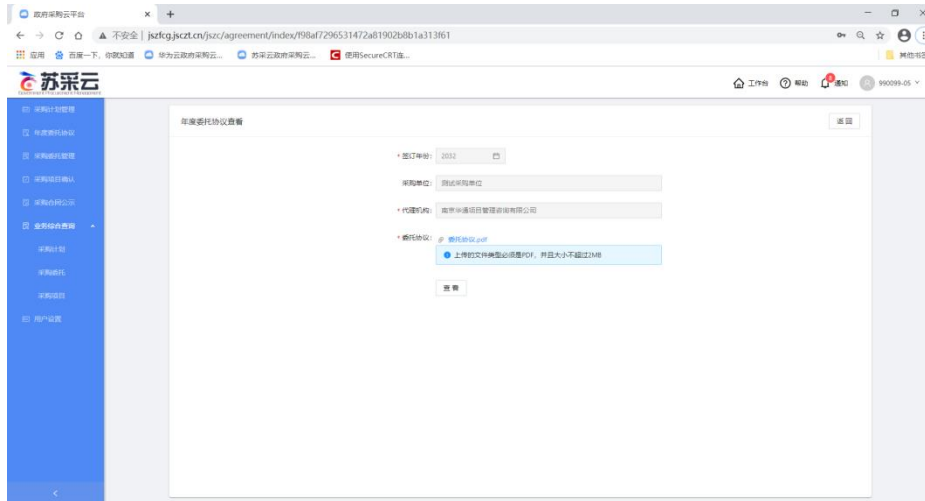 政府采购云平台
不安全 | jszfcg.jsczt.cn/jszc/agreement/index/f98af7296531472a81902b8b1a313f61
应用 百度一下，你就知道 华为云政府采购云... 苏采云政府采购云... 使用SecureCRT连... 其他书签
苏采云
工作台 帮助 通知 990099-05
采购计划管理
年度委托协议
采购委托管理
采购项目确认
采购合同公示
业务综合查询
采购计划
采购委托
采购项目
用户设置
年度委托协议查看 返回
* 签订年份: 2032
采购单位: 测试采购单位
* 代理机构: 南京华通项目管理咨询有限公司
* 委托协议: 委托协议.pdf
上传的文件类型必须是PDF，并且大小不超过2MB
查看